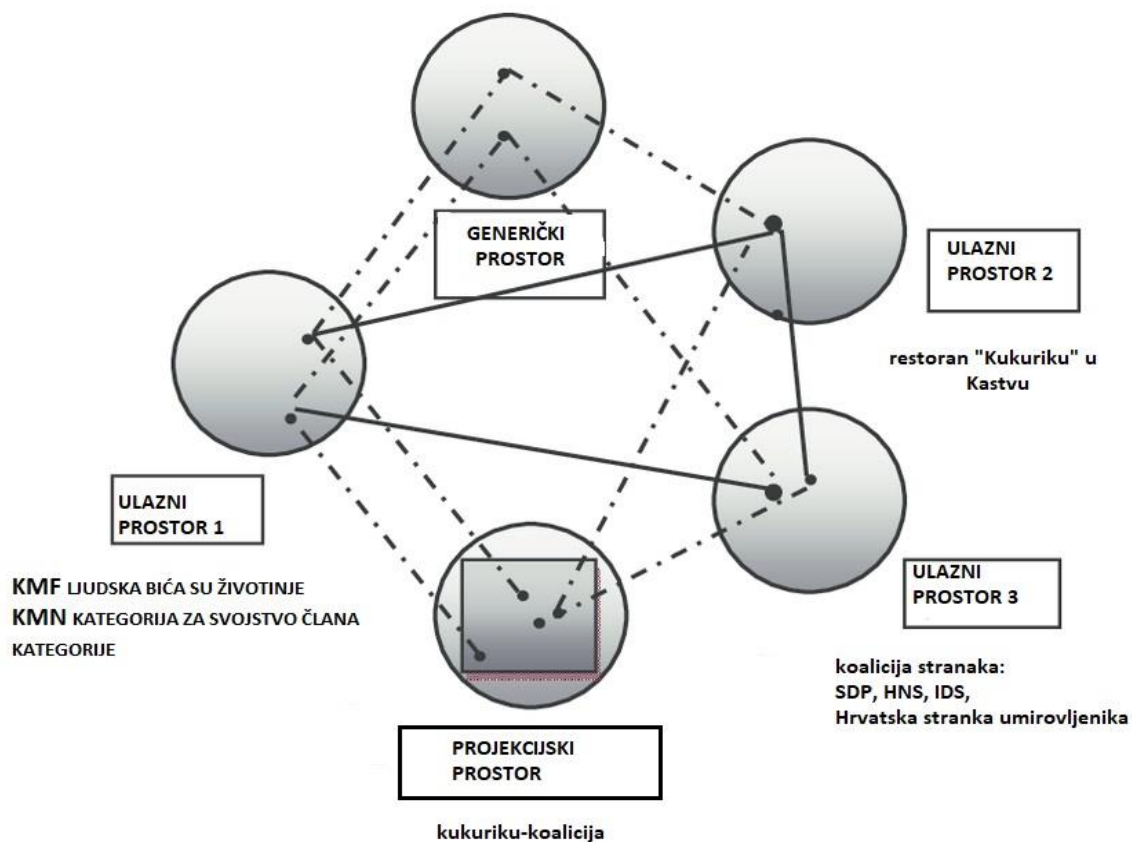 GENERIČKI
PROSTOR
ULAZNI
PROSTOR 2
restoran "Kukuriku" u
Kastvu
ULAZNI
PROSTOR 1
KMF LJUDSKA BIĆA SU ŽIVOTINJE
KMN KATEGORIJA ZA SVOJSTVO ČLANA
KATEGORIJE
ULAZNI
PROSTOR 3
koalicija stranaka:
SDP, HNS, IDS,
Hrvatska stranka umirovljenika
PROJEKCIJSKI
PROSTOR
kukuriku-koalicija